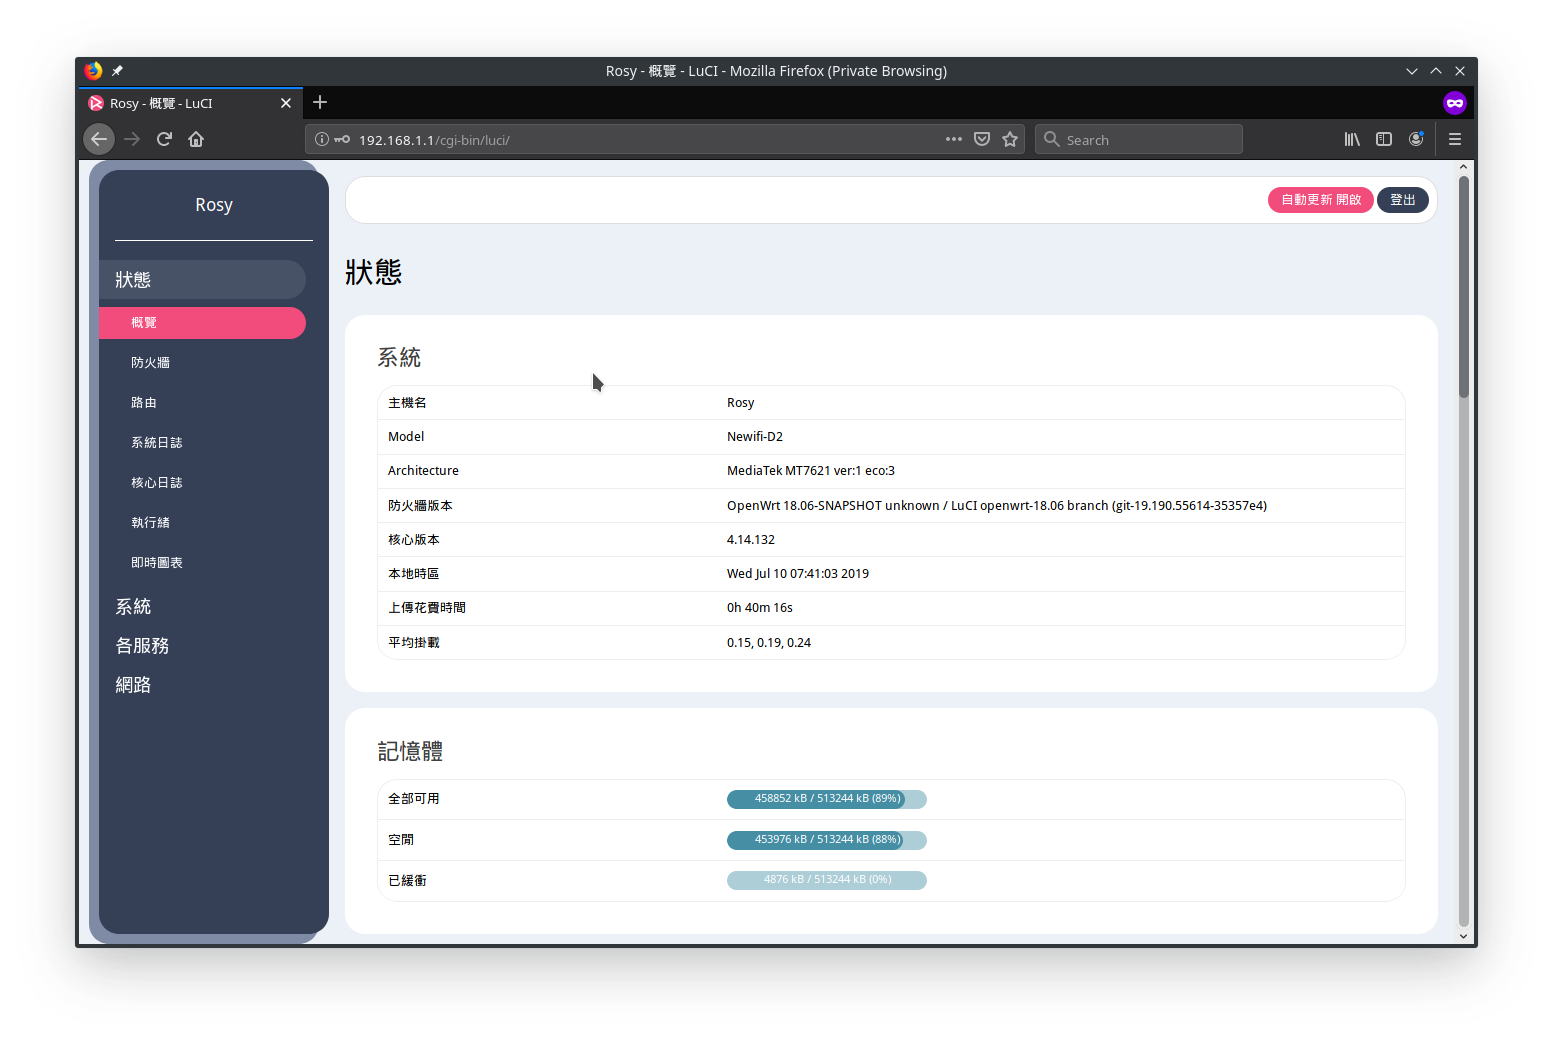 Rosy - 概覽 - LuCI - Mozilla Firefox (Private Browsing)
Rosy - 概覽 - LuCI
192.168.1.1/cgi-bin/luci/
Search
Rosy
狀態
概覽
防火牆
路由
系統日誌
核心日誌
執行緒
即時圖表
系統
各服務
網路
自動更新 開啟
登出
狀態
系統
主機名 Rosy
Model Newifi-D2
Architecture MediaTek MT7621 ver:1 eco:3
防火牆版本 OpenWrt 18.06-SNAPSHOT unknown / LuCI openwrt-18.06 branch (git-19.190.55614-35357e4)
核心版本 4.14.132
本地時區 Wed Jul 10 07:41:03 2019
上傳花費時間 0h 40m 16s
平均掛載 0.15, 0.19, 0.24
記憶體
全部可用 458852 kB / 513244 kB (89%)
空閒 453976 kB / 513244 kB (88%)
已緩衝 4876 kB / 513244 kB (0%)